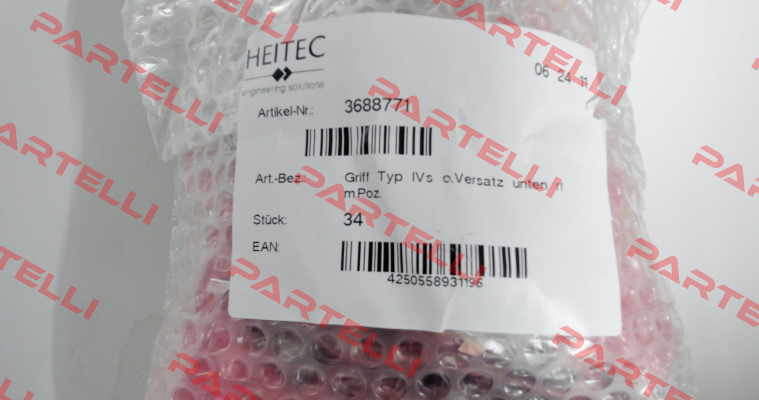 HEITEC
engineering solutions
06 24 11
Artikel-Nr.: 3688771
Art.-Bez.: Griff Typ IVs o.Versatz unten rt
m.Poz.
Stück: 34
EAN:
4250558931196
PARTELLI
PARTELLI
PARTELLI
PARTELLI
PARTELLI
PARTELLI
PARTELLI
PARTELLI